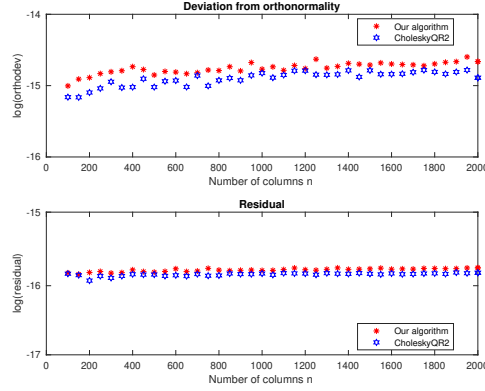 Deviation from orthonormality
-14
-15
-16
log(orthodev)
Our algorithm
CholeskyQR2
0 200 400 600 800 1000 1200 1400 1600 1800 2000
Number of columns n
Residual
-15
-16
-17
log(residual)
Our algorithm
CholeskyQR2
0 200 400 600 800 1000 1200 1400 1600 1800 2000
Number of columns n